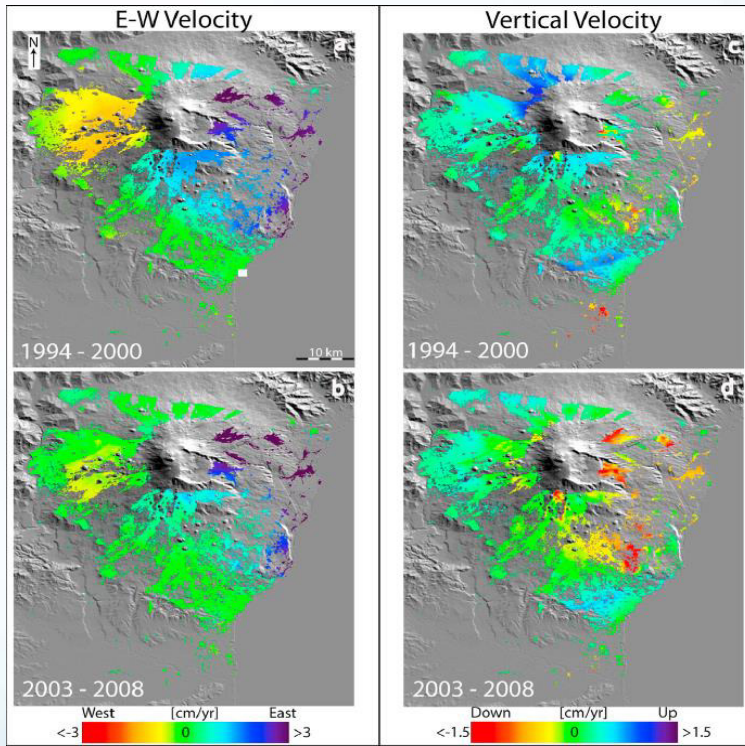 E-W Velocity
Vertical Velocity
N
a
1994 - 2000
10 km
c
1994 - 2000
b
2003 - 2008
d
2003 - 2008
West [cm/yr] East
<-3 0 >3
Down [cm/yr] Up
<-1.5 0 >1.5